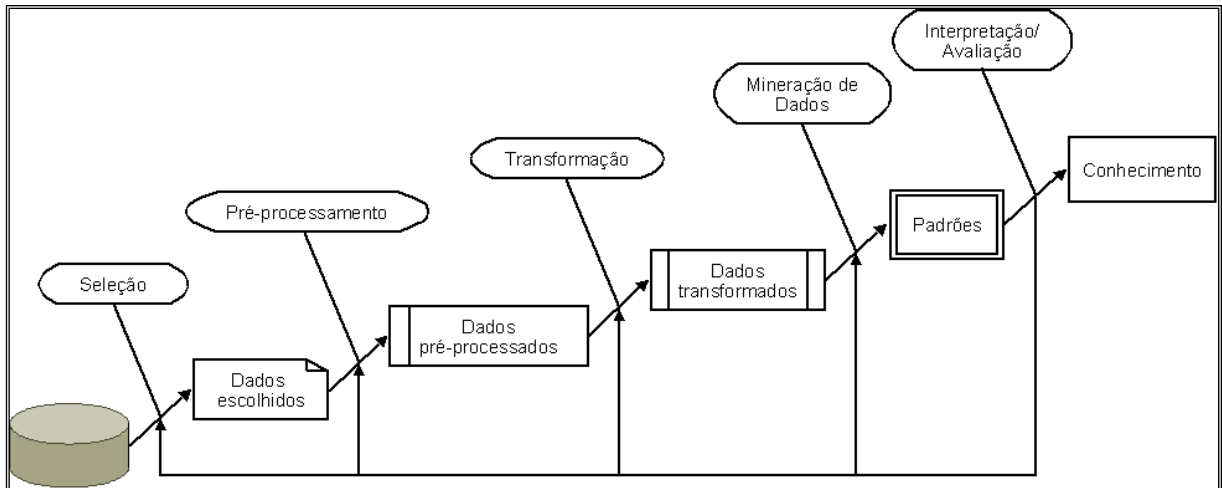 Interpretação/
Avaliação
Mineração de
Dados
Transformação
Conhecimento
Pré-processamento
Padrões
Seleção
Dados
transformados
Dados
pré-processados
Dados
escolhidos